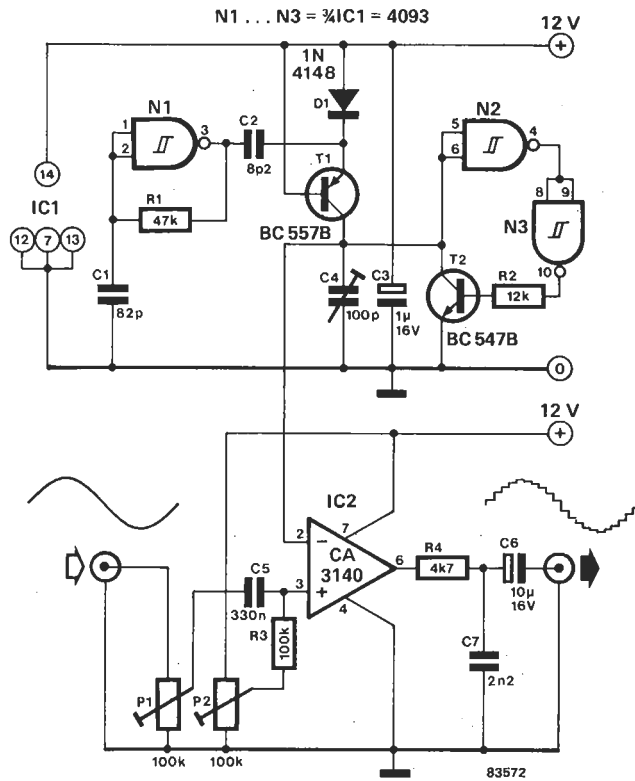 N1 . . . N3 = ¾IC1 = 4093
12 V
+
1N
4148
D1
N1
1
2
3
C2
8p2
N2
5
6
4
14
T1
IC1
R1
47k
BC 557B
8
9
N3
10
12
7
13
C1
82p
C4
100p
C3
1µ
16V
T2
R2
12k
BC 547B
0
12 V
+
IC2
2
−
7
CA
3140
3
+
4
6
R4
4k7
C6
10µ
16V
C5
330n
R3
100k
C7
2n2
P1
P2
100k
100k
83572